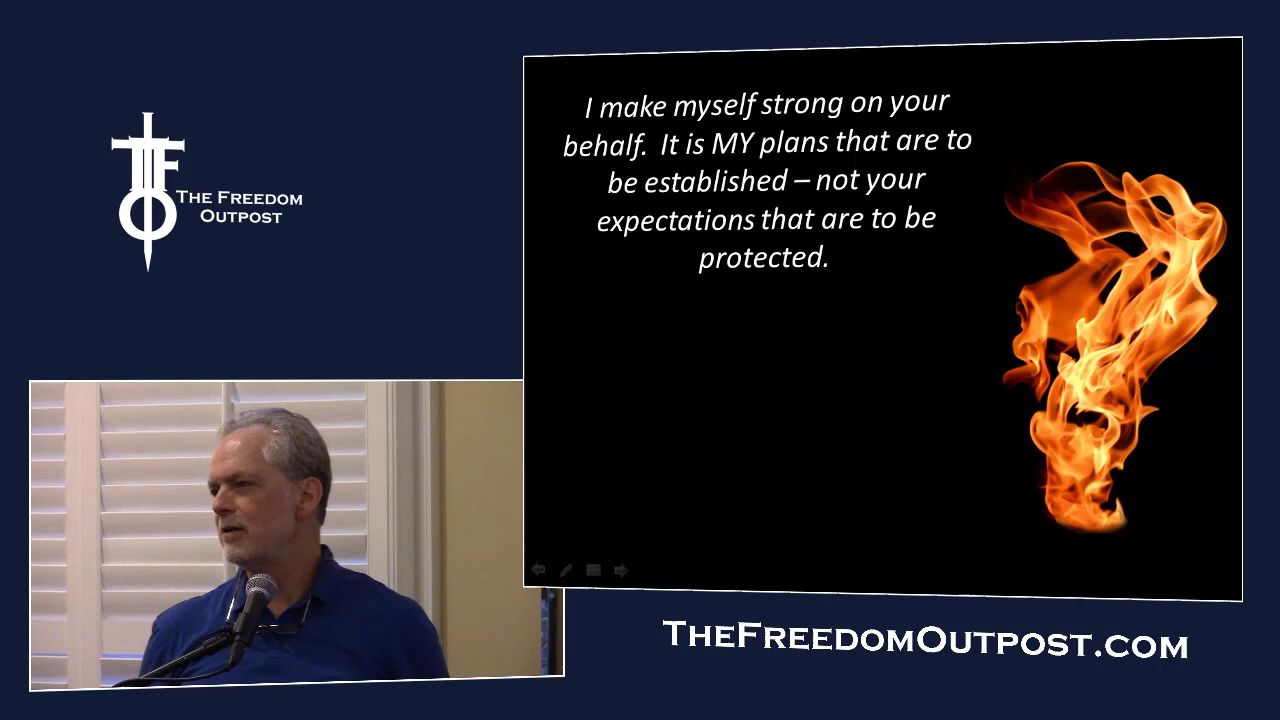 THE FREEDOM
OUTPOST
I make myself strong on your
behalf.  It is MY plans that are to
be established – not your
expectations that are to be
protected.
THEFREEDOMOUTPOST.COM